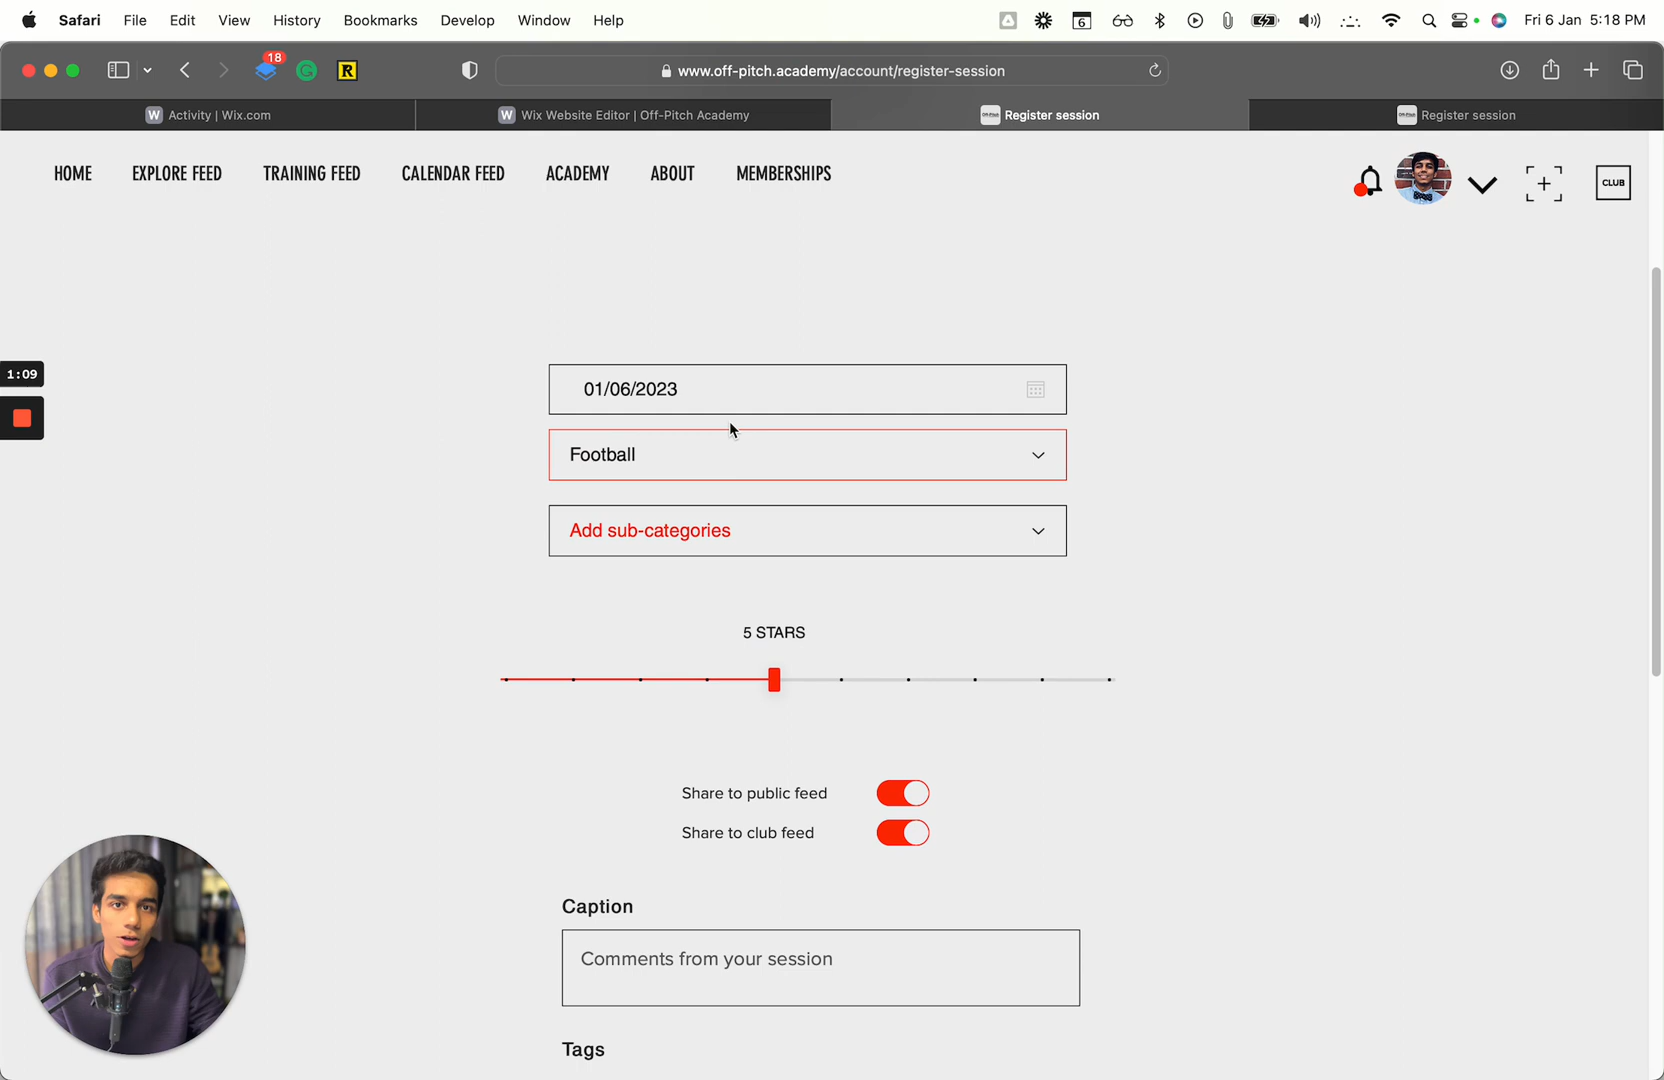 Safari File Edit View History Bookmarks Develop Window Help 6 Fri 6 Jan 5:18 PM
18 R www.off-pitch.academy/account/register-session
W Activity | Wix.com W Wix Website Editor | Off-Pitch Academy Register session Register session
HOME EXPLORE FEED TRAINING FEED CALENDAR FEED ACADEMY ABOUT MEMBERSHIPS CLUB
1:09
01/06/2023
Football
Add sub-categories
5 STARS
Share to public feed
Share to club feed
Caption
Comments from your session
Tags